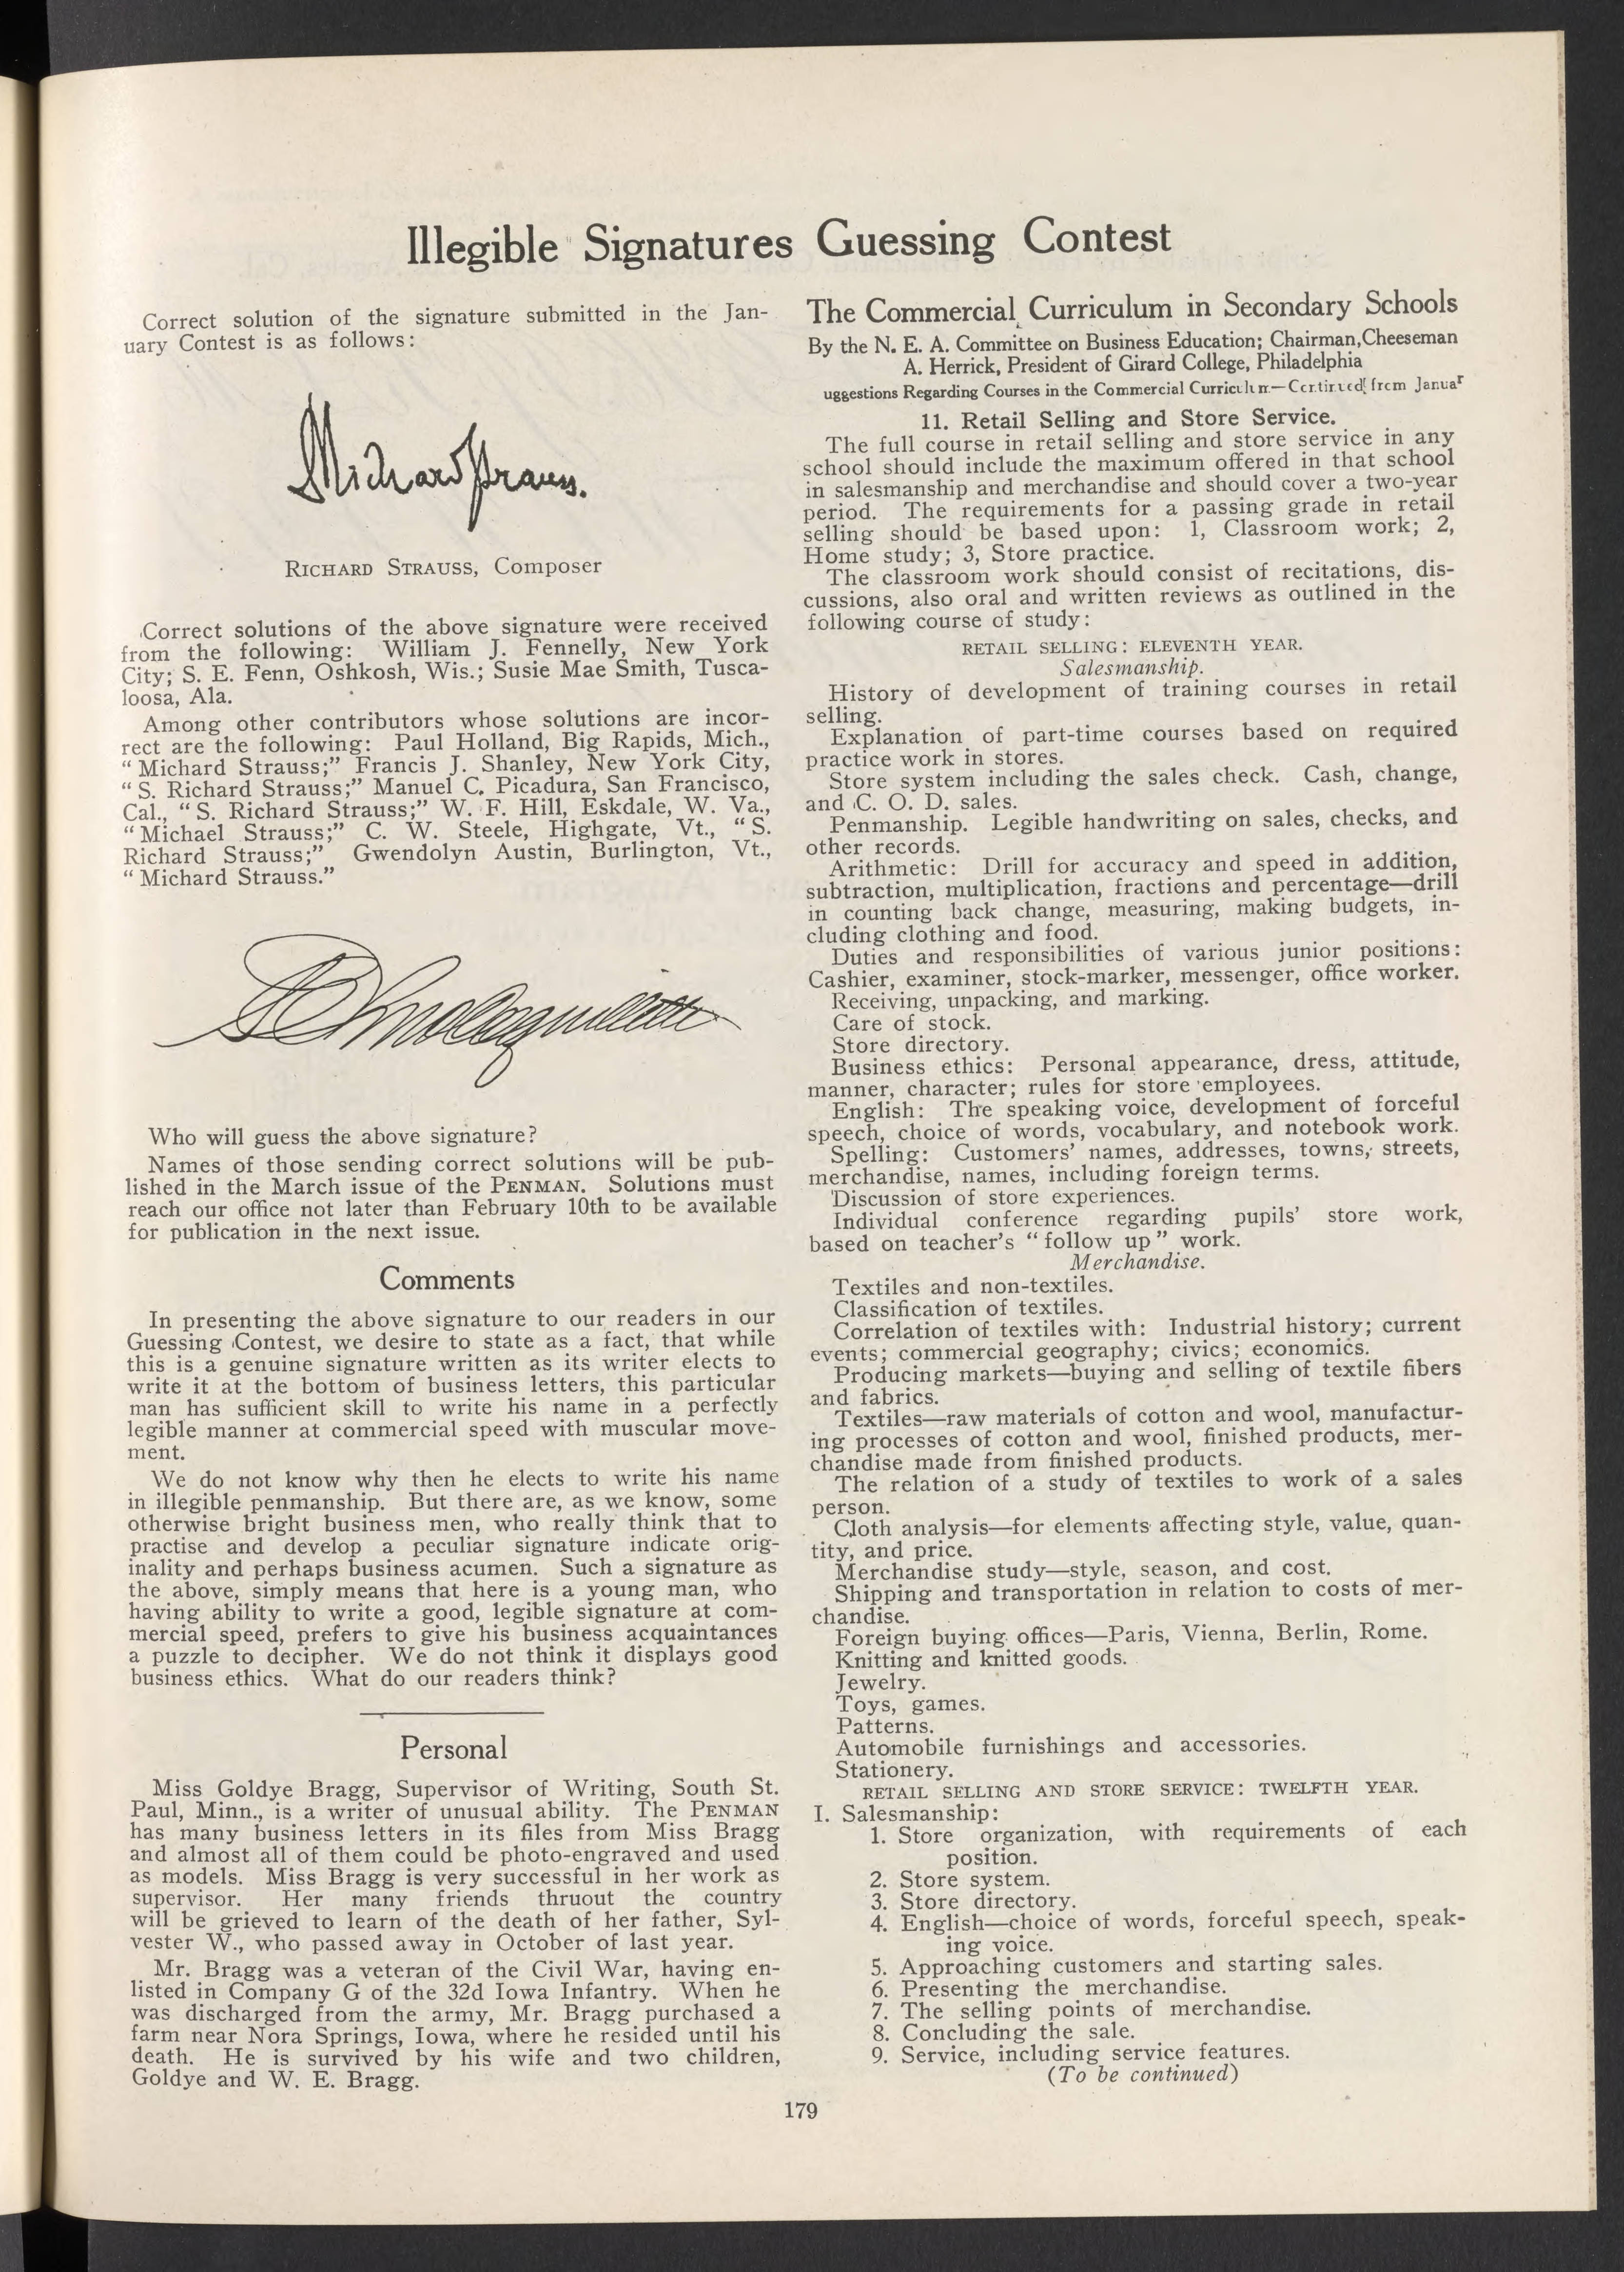 Illegible Signatures Guessing Contest
Correct solution of the signature submitted in the Jan-
uary Contest is as follows:
RICHARD STRAUSS, Composer
Correct solutions of the above signature were received
from the following: William J. Fennelly, New York
City; S. E. Fenn, Oshkosh, Wis.; Susie Mae Smith, Tusca-
loosa, Ala.
Among other contributors whose solutions are incor-
rect are the following: Paul Holland, Big Rapids, Mich.,
“Michard Strauss;” Francis J. Shanley, New York City,
“S. Richard Strauss;” Manuel C. Picadura, San Francisco,
Cal., “S. Richard Strauss;” W. F. Hill, Eskdale, W. Va.,
“Michael Strauss;” C. W. Steele, Highgate, Vt., “S.
Richard Strauss;” Gwendolyn Austin, Burlington, Vt.,
“Michard Strauss.”
Who will guess the above signature?
Names of those sending correct solutions will be pub-
lished in the March issue of the PENMAN. Solutions must
reach our office not later than February 10th to be available
for publication in the next issue.
Comments
In presenting the above signature to our readers in our
Guessing Contest, we desire to state as a fact, that while
this is a genuine signature written as its writer elects to
write it at the bottom of business letters, this particular
man has sufficient skill to write his name in a perfectly
legible manner at commercial speed with muscular move-
ment.
We do not know why then he elects to write his name
in illegible penmanship. But there are, as we know, some
otherwise bright business men, who really think that to
practise and develop a peculiar signature indicate orig-
inality and perhaps business acumen. Such a signature as
the above, simply means that here is a young man, who
having ability to write a good, legible signature at com-
mercial speed, prefers to give his business acquaintances
a puzzle to decipher. We do not think it displays good
business ethics. What do our readers think?
Personal
Miss Goldye Bragg, Supervisor of Writing, South St.
Paul, Minn., is a writer of unusual ability. The PENMAN
has many business letters in its files from Miss Bragg
and almost all of them could be photo-engraved and used
as models. Miss Bragg is very successful in her work as
supervisor. Her many friends thruout the country
will be grieved to learn of the death of her father, Syl-
vester W., who passed away in October of last year.
Mr. Bragg was a veteran of the Civil War, having en-
listed in Company G of the 32d Iowa Infantry. When he
was discharged from the army, Mr. Bragg purchased a
farm near Nora Springs, Iowa, where he resided until his
death. He is survived by his wife and two children,
Goldye and W. E. Bragg.
The Commercial Curriculum in Secondary Schools
By the N. E. A. Committee on Business Education; Chairman, Cheeseman
A. Herrick, President of Girard College, Philadelphia
uggestions Regarding Courses in the Commercial Curriculum—Continued from Januar
11. Retail Selling and Store Service.
The full course in retail selling and store service in any
school should include the maximum offered in that school
in salesmanship and merchandise and should cover a two-year
period. The requirements for a passing grade in retail
selling should be based upon: 1, Classroom work; 2,
Home study; 3, Store practice.
The classroom work should consist of recitations, dis-
cussions, also oral and written reviews as outlined in the
following course of study:
RETAIL SELLING: ELEVENTH YEAR.
Salesmanship.
History of development of training courses in retail
selling.
Explanation of part-time courses based on required
practice work in stores.
Store system including the sales check. Cash, change,
and C. O. D. sales.
Penmanship. Legible handwriting on sales, checks, and
other records.
Arithmetic: Drill for accuracy and speed in addition,
subtraction, multiplication, fractions and percentage—drill
in counting back change, measuring, making budgets, in-
cluding clothing and food.
Duties and responsibilities of various junior positions:
Cashier, examiner, stock-marker, messenger, office worker.
Receiving, unpacking, and marking.
Care of stock.
Store directory.
Business ethics: Personal appearance, dress, attitude,
manner, character; rules for store employees.
English: The speaking voice, development of forceful
speech, choice of words, vocabulary, and notebook work.
Spelling: Customers’ names, addresses, towns, streets,
merchandise, names, including foreign terms.
Discussion of store experiences.
Individual conference regarding pupils’ store work,
based on teacher’s “follow up” work.
Merchandise.
Textiles and non-textiles.
Classification of textiles.
Correlation of textiles with: Industrial history; current
events; commercial geography; civics; economics.
Producing markets—buying and selling of textile fibers
and fabrics.
Textiles—raw materials of cotton and wool, manufactur-
ing processes of cotton and wool, finished products, mer-
chandise made from finished products.
The relation of a study of textiles to work of a sales
person.
Cloth analysis—for elements affecting style, value, quan-
tity, and price.
Merchandise study—style, season, and cost.
Shipping and transportation in relation to costs of mer-
chandise.
Foreign buying offices—Paris, Vienna, Berlin, Rome.
Knitting and knitted goods.
Jewelry.
Toys, games.
Patterns.
Automobile furnishings and accessories.
Stationery.
RETAIL SELLING AND STORE SERVICE: TWELFTH YEAR.
I. Salesmanship:
1. Store organization, with requirements of each
position.
2. Store system.
3. Store directory.
4. English—choice of words, forceful speech, speak-
ing voice.
5. Approaching customers and starting sales.
6. Presenting the merchandise.
7. The selling points of merchandise.
8. Concluding the sale.
9. Service, including service features.
(To be continued)
179